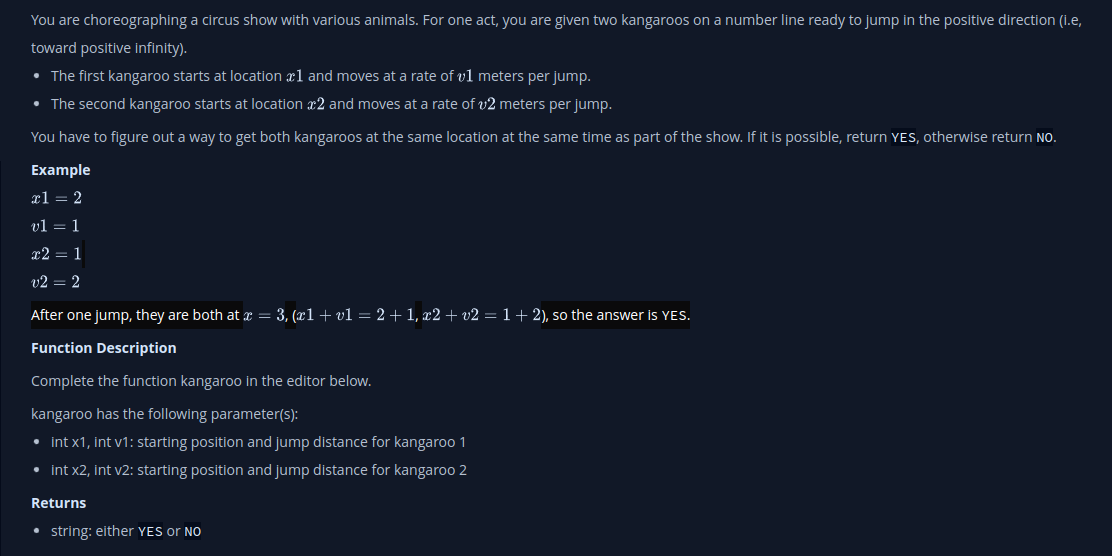 You are choreographing a circus show with various animals. For one act, you are given two kangaroos on a number line ready to jump in the positive direction (i.e,
toward positive infinity).
• The first kangaroo starts at location x1 and moves at a rate of v1 meters per jump.
• The second kangaroo starts at location x2 and moves at a rate of v2 meters per jump.
You have to figure out a way to get both kangaroos at the same location at the same time as part of the show. If it is possible, return YES, otherwise return NO.
Example
x1 = 2
v1 = 1
x2 = 1
v2 = 2
After one jump, they are both at x = 3, (x1 + v1 = 2 + 1, x2 + v2 = 1 + 2), so the answer is YES.
Function Description
Complete the function kangaroo in the editor below.
kangaroo has the following parameter(s):
• int x1, int v1: starting position and jump distance for kangaroo 1
• int x2, int v2: starting position and jump distance for kangaroo 2
Returns
• string: either YES or NO